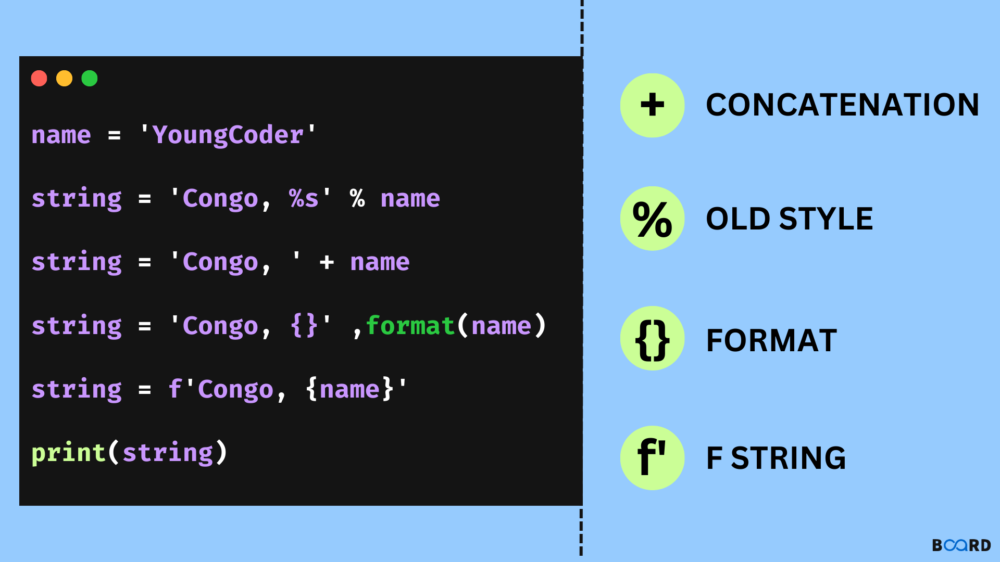 name = 'YoungCoder'
string = 'Congo, %s' % name
string = 'Congo, ' + name
string = 'Congo, {}' ,format(name)
string = f'Congo, {name}'
print(string)
+ CONCATENATION
% OLD STYLE
{} FORMAT
f' F STRING
BOARD